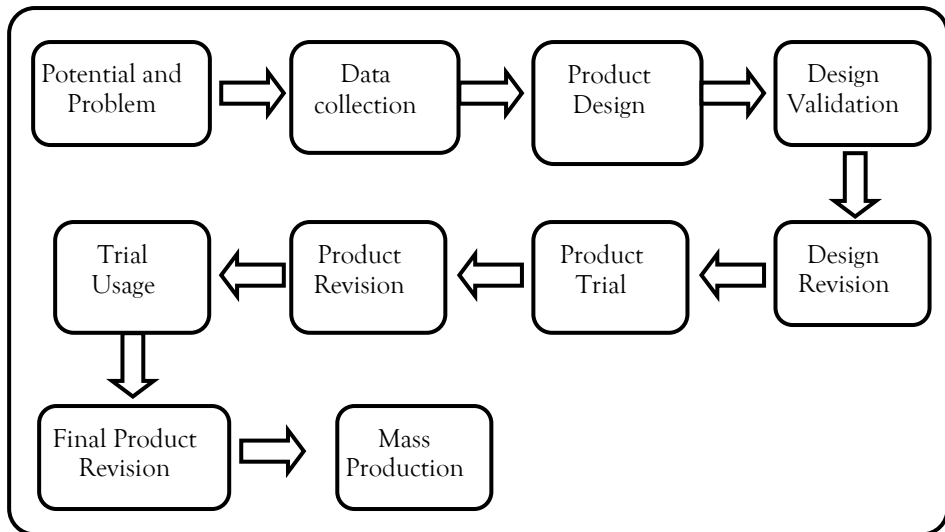 Potential and
Problem
Data
collection
Product
Design
Design
Validation
Design
Revision
Product
Trial
Product
Revision
Trial
Usage
Final Product
Revision
Mass
Production